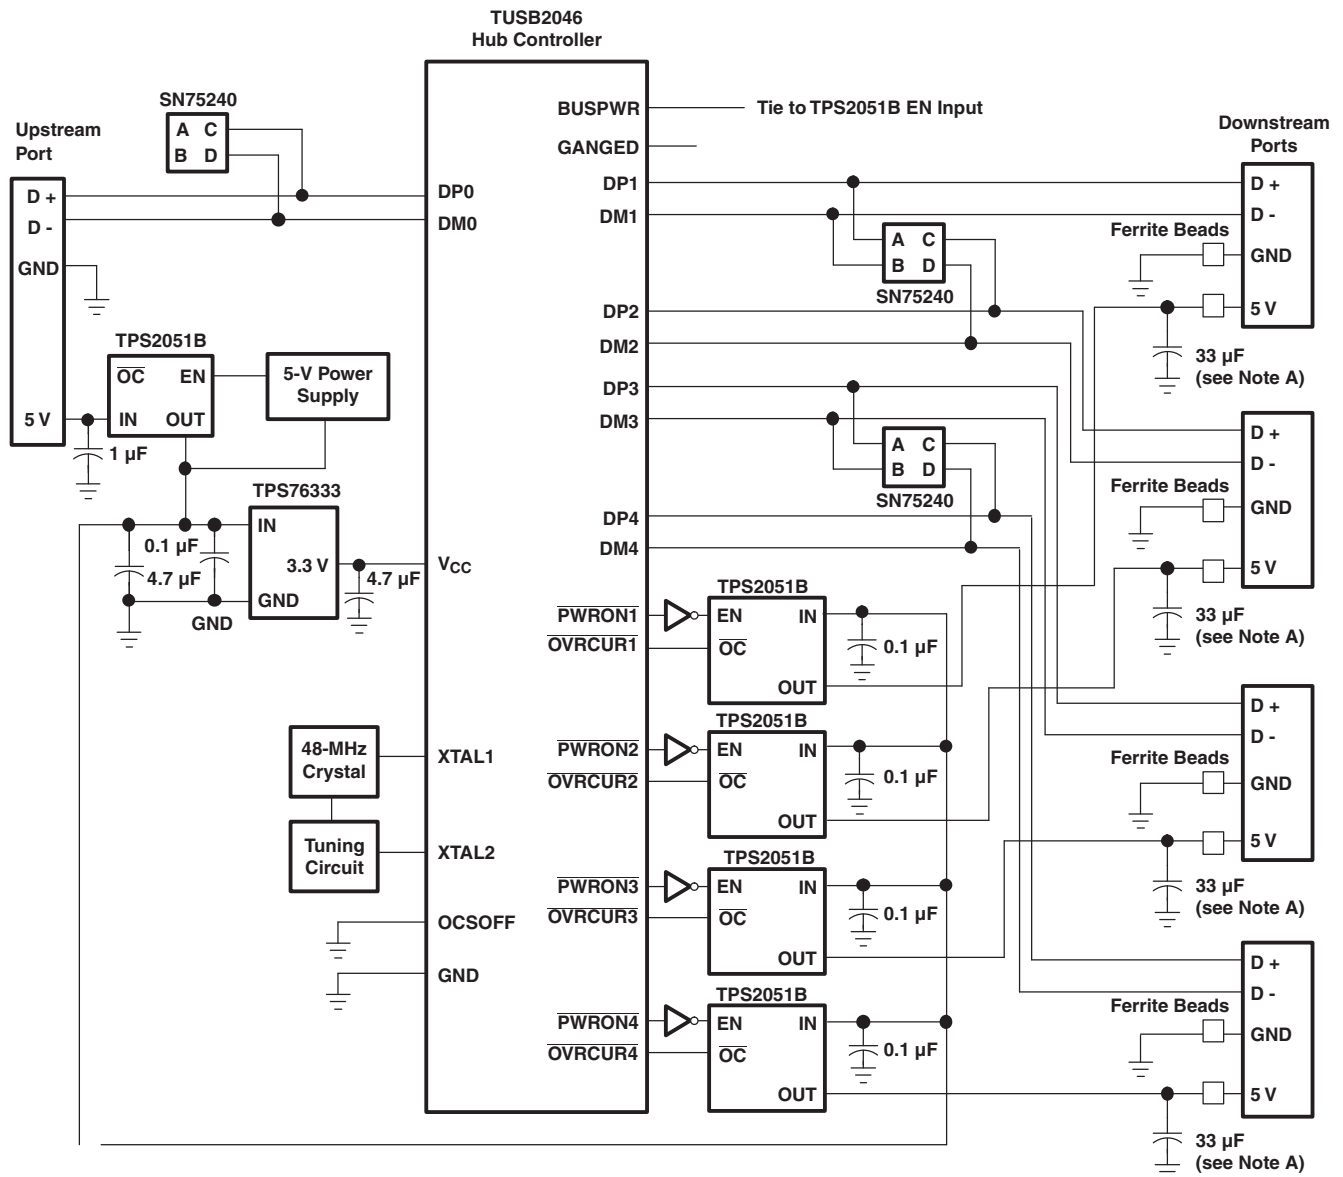 TUSB2046
Hub Controller
SN75240
A C
B D
Upstream
Port
D +
D -
GND
5 V
TPS2051B
OC EN
IN OUT
5-V Power
Supply
1 µF
TPS76333
IN
3.3 V
GND
0.1 µF
4.7 µF
GND
4.7 µF
48-MHz
Crystal
Tuning
Circuit
DP0
DM0
VCC
XTAL1
XTAL2
OCSOFF
GND
BUSPWR
Tie to TPS2051B EN Input
GANGED
DP1
DM1
A C
B D
SN75240
DP2
DM2
DP3
DM3
A C
B D
SN75240
DP4
DM4
PWRON1
OVRCUR1
TPS2051B
EN IN
OC
OUT
0.1 µF
PWRON2
OVRCUR2
TPS2051B
EN IN
OC
OUT
0.1 µF
PWRON3
OVRCUR3
TPS2051B
EN IN
OC
OUT
0.1 µF
PWRON4
OVRCUR4
TPS2051B
EN IN
OC
OUT
0.1 µF
Downstream
Ports
D +
D -
Ferrite Beads
GND
5 V
33 µF
(see Note A)
D +
D -
Ferrite Beads
GND
5 V
33 µF
(see Note A)
D +
D -
Ferrite Beads
GND
5 V
33 µF
(see Note A)
D +
D -
Ferrite Beads
GND
5 V
33 µF
(see Note A)